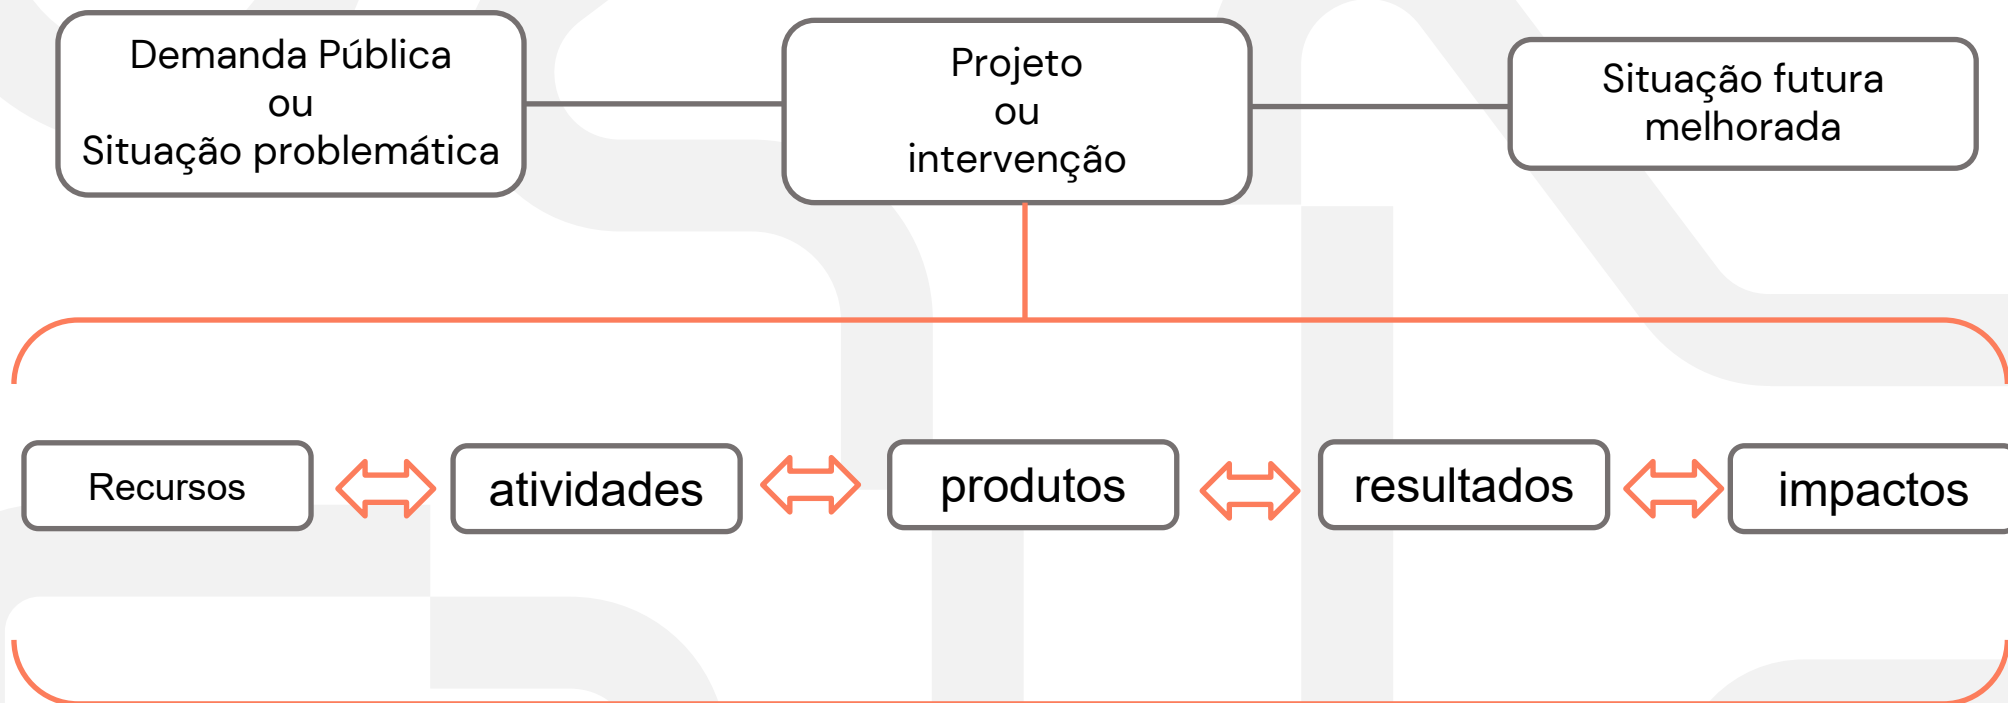 Demanda Pública
ou
Situação problemática
Projeto
ou
intervenção
Situação futura
melhorada
Recursos
atividades
produtos
resultados
impactos